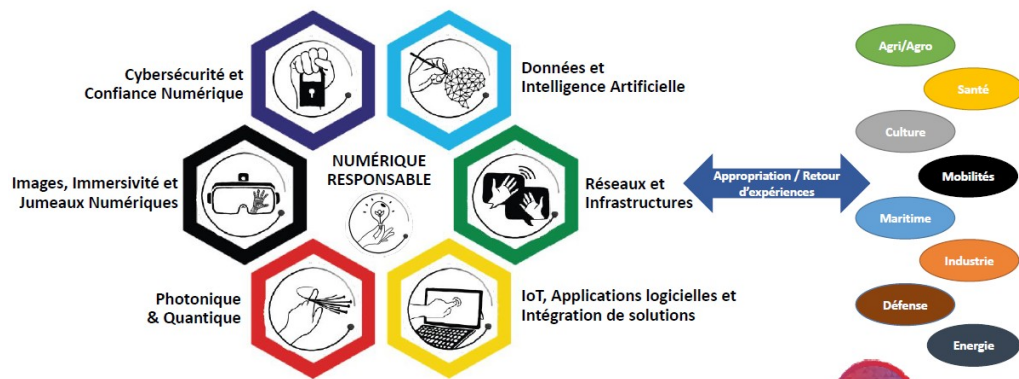 Cybersécurité et
Confiance Numérique
Données et
Intelligence Artificielle
Images, Immersivité et
Jumeaux Numériques
NUMÉRIQUE
RESPONSABLE
Réseaux et
Infrastructures
Photonique
& Quantique
IoT, Applications logicielles et
Intégration de solutions
Appropriation / Retour
d'expériences
Agri/Agro
Santé
Culture
Mobilités
Maritime
Industrie
Défense
Energie